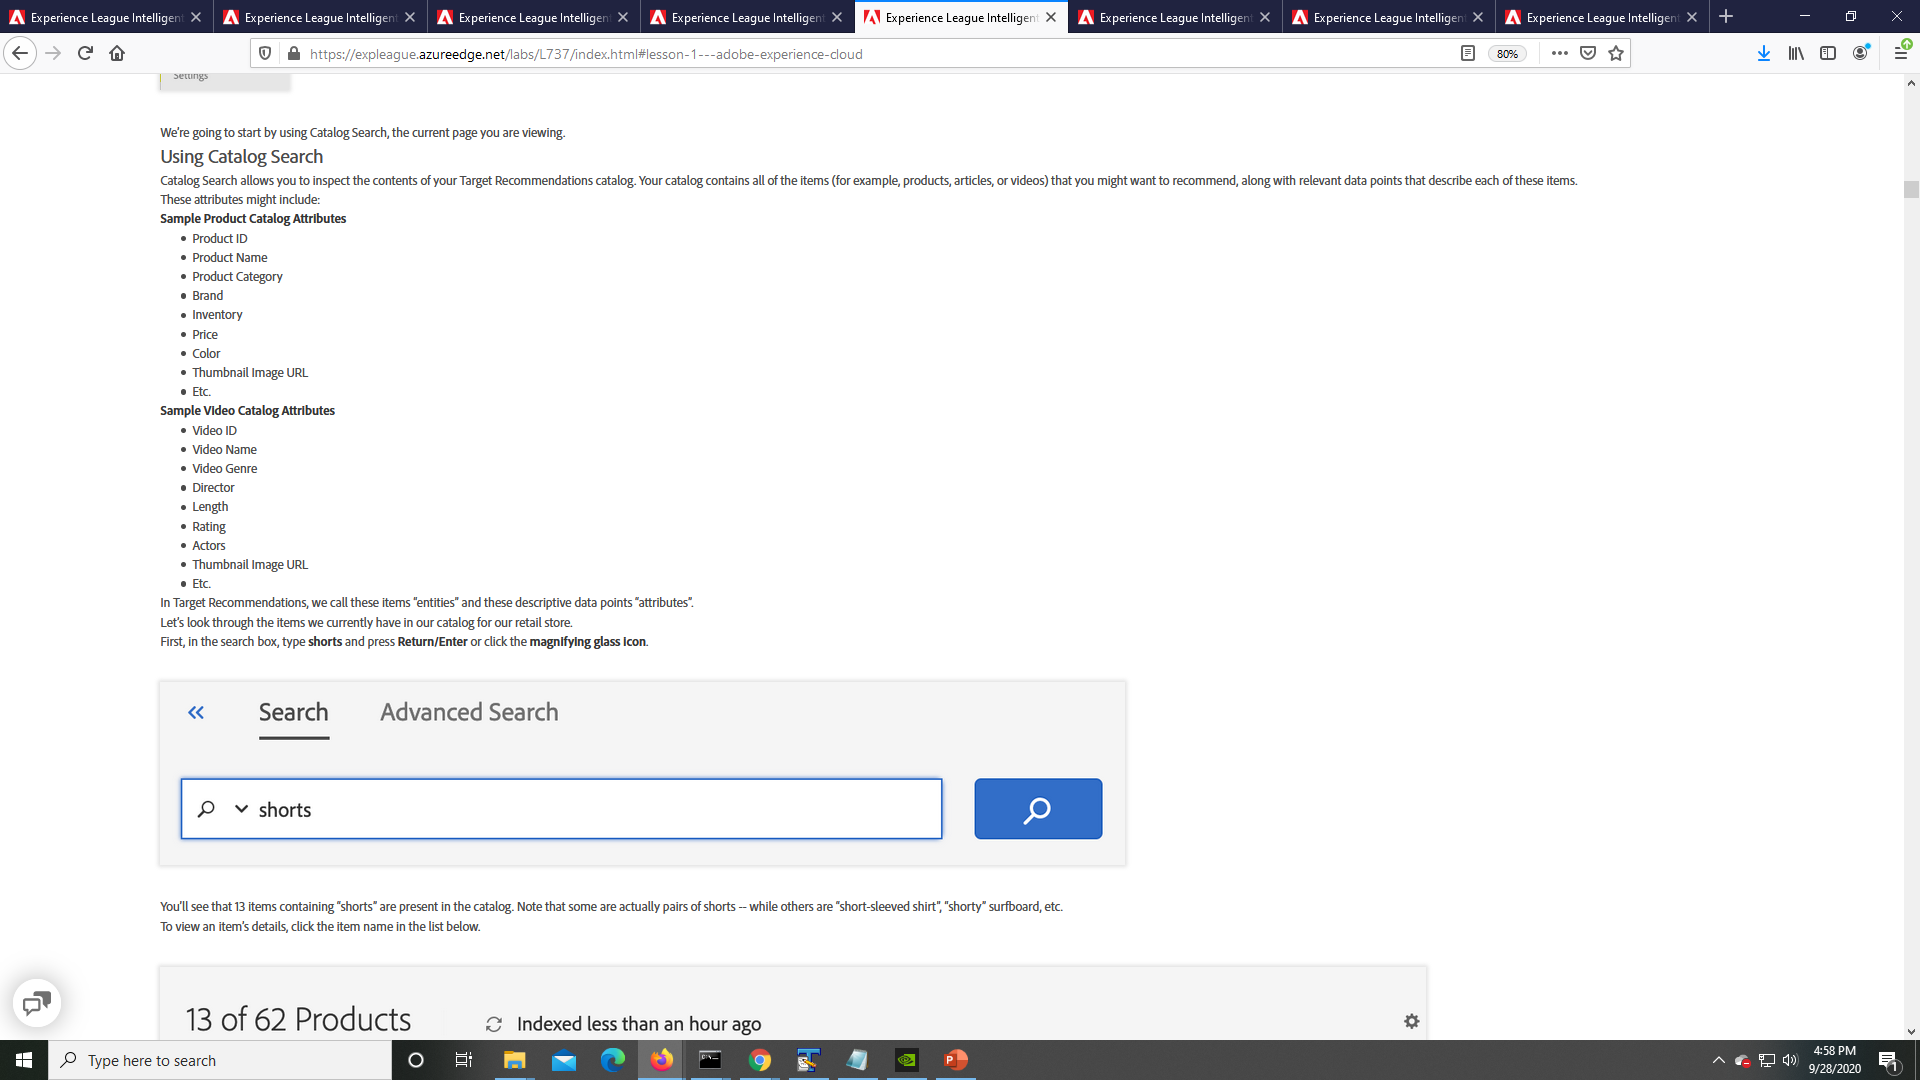 Experience League Intelligent
Experience League Intelligent
Experience League Intelligent
Experience League Intelligent
Experience League Intelligent
Experience League Intelligent
Experience League Intelligent
Experience League Intelligent
https://expleague.azureedge.net/labs/L737/index.html#lesson-1---adobe-experience-cloud
80%
Settings
We're going to start by using Catalog Search, the current page you are viewing.
Using Catalog Search
Catalog Search allows you to inspect the contents of your Target Recommendations catalog. Your catalog contains all of the items (for example, products, articles, or videos) that you might want to recommend, along with relevant data points that describe each of these items.
These attributes might include:
Sample Product Catalog Attributes
• Product ID
• Product Name
• Product Category
• Brand
• Inventory
• Price
• Color
• Thumbnail Image URL
• Etc.
Sample Video Catalog Attributes
• Video ID
• Video Name
• Video Genre
• Director
• Length
• Rating
• Actors
• Thumbnail Image URL
• Etc.
In Target Recommendations, we call these items "entities" and these descriptive data points "attributes".
Let's look through the items we currently have in our catalog for our retail store.
First, in the search box, type shorts and press Return/Enter or click the magnifying glass icon.
Search Advanced Search
shorts
You'll see that 13 items containing "shorts" are present in the catalog. Note that some are actually pairs of shorts -- while others are "short-sleeved shirt", "shorty" surfboard, etc.
To view an item's details, click the item name in the list below.
13 of 62 Products Indexed less than an hour ago
Type here to search
4:58 PM
9/28/2020
1